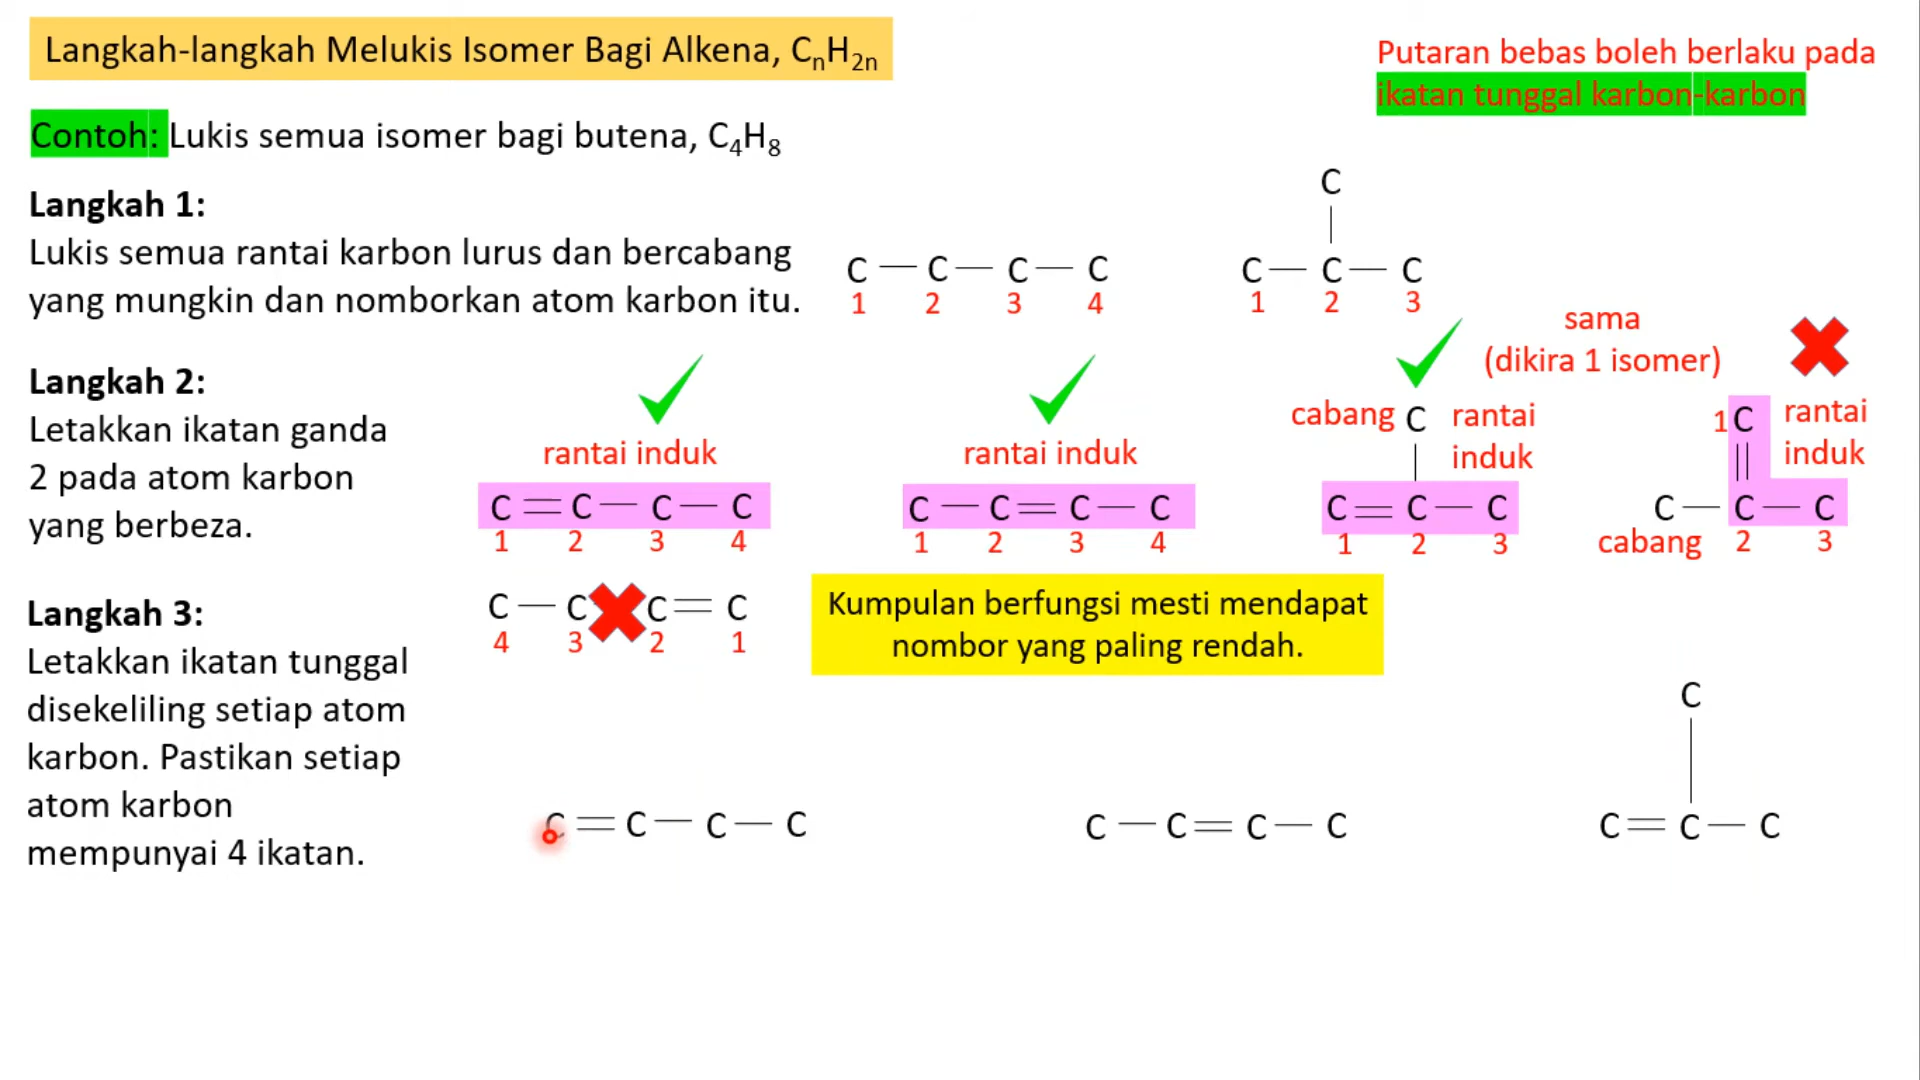 Langkah-langkah Melukis Isomer Bagi Alkena, CₙH₂ₙ
Putaran bebas boleh berlaku pada
ikatan tunggal karbon-karbon
Contoh: Lukis semua isomer bagi butena, C₄H₈
Langkah 1:
Lukis semua rantai karbon lurus dan bercabang
yang mungkin dan nomborkan atom karbon itu.
C — C — C — C
1 2 3 4
C
|
C — C — C
1 2 3
Langkah 2:
Letakkan ikatan ganda
2 pada atom karbon
yang berbeza.
rantai induk
C = C — C — C
1 2 3 4
C — C C = C
4 3 2 1
rantai induk
C — C = C — C
1 2 3 4
sama
(dikira 1 isomer)
cabang C rantai
induk
C = C — C
1 2 3
1 C rantai
induk
C — C — C
cabang 2 3
Kumpulan berfungsi mesti mendapat
nombor yang paling rendah.
Langkah 3:
Letakkan ikatan tunggal
disekeliling setiap atom
karbon. Pastikan setiap
atom karbon
mempunyai 4 ikatan.
C = C — C — C
C — C = C — C
C
|
C = C — C